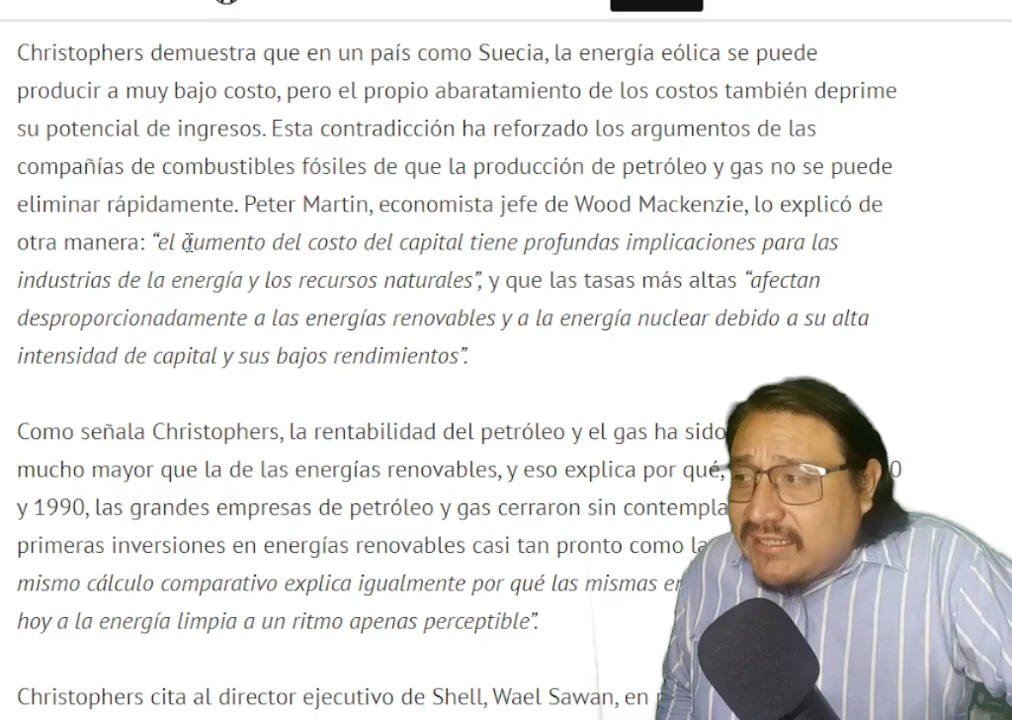 Christophers demuestra que en un país como Suecia, la energía eólica se puede
producir a muy bajo costo, pero el propio abaratamiento de los costos también deprime
su potencial de ingresos. Esta contradicción ha reforzado los argumentos de las
compañías de combustibles fósiles de que la producción de petróleo y gas no se puede
eliminar rápidamente. Peter Martin, economista jefe de Wood Mackenzie, lo explicó de
otra manera: “el aumento del costo del capital tiene profundas implicaciones para las
industrias de la energía y los recursos naturales”, y que las tasas más altas “afectan
desproporcionadamente a las energías renovables y a la energía nuclear debido a su alta
intensidad de capital y sus bajos rendimientos”.
Como señala Christophers, la rentabilidad del petróleo y el gas ha sido
mucho mayor que la de las energías renovables, y eso explica por qué, 0
y 1990, las grandes empresas de petróleo y gas cerraron sin contempla
primeras inversiones en energías renovables casi tan pronto como la
mismo cálculo comparativo explica igualmente por qué las mismas
hoy a la energía limpia a un ritmo apenas perceptible”.
Christophers cita al director ejecutivo de Shell, Wael Sawan, en